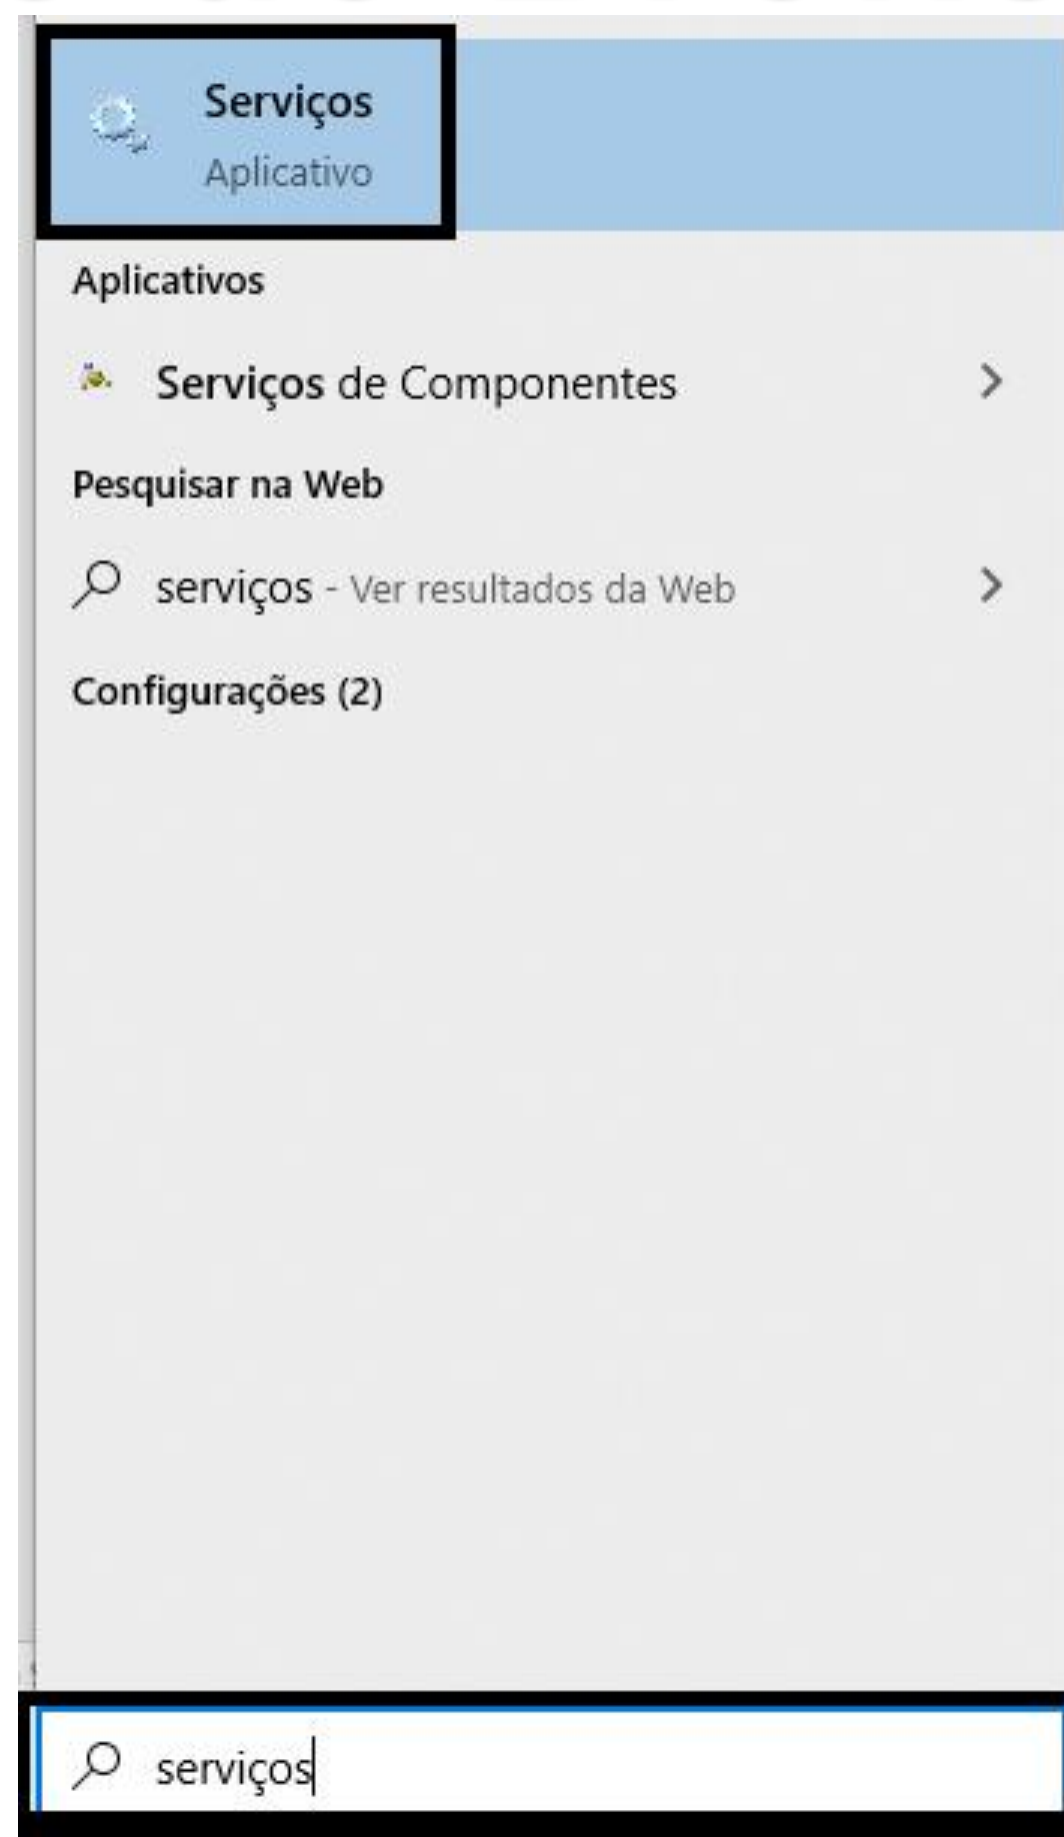 Serviços
Aplicativo
Aplicativos
Serviços de Componentes
Pesquisar na Web
serviços - Ver resultados da Web
Configurações (2)
serviços